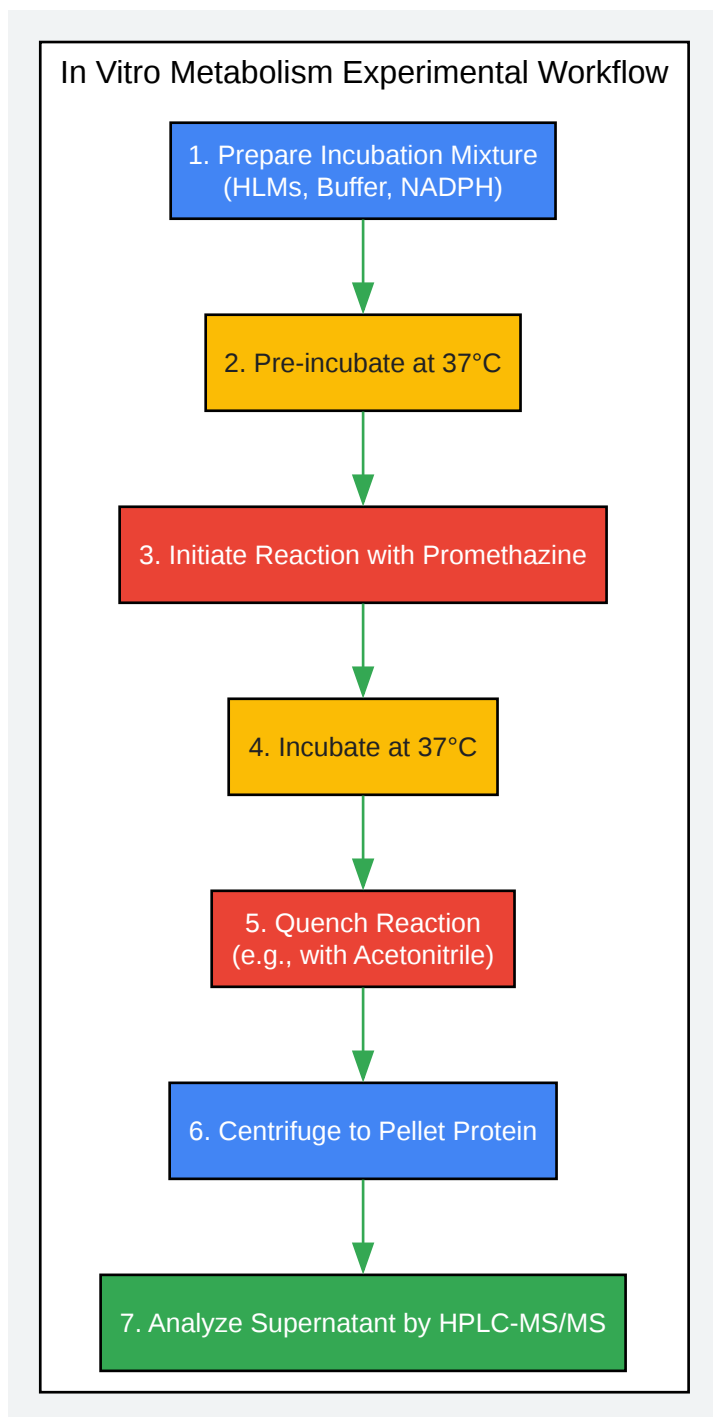 In Vitro Metabolism Experimental Workflow
1. Prepare Incubation Mixture
(HLMs, Buffer, NADPH)
2. Pre-incubate at 37°C
3. Initiate Reaction with Promethazine
4. Incubate at 37°C
5. Quench Reaction
(e.g., with Acetonitrile)
6. Centrifuge to Pellet Protein
7. Analyze Supernatant by HPLC-MS/MS